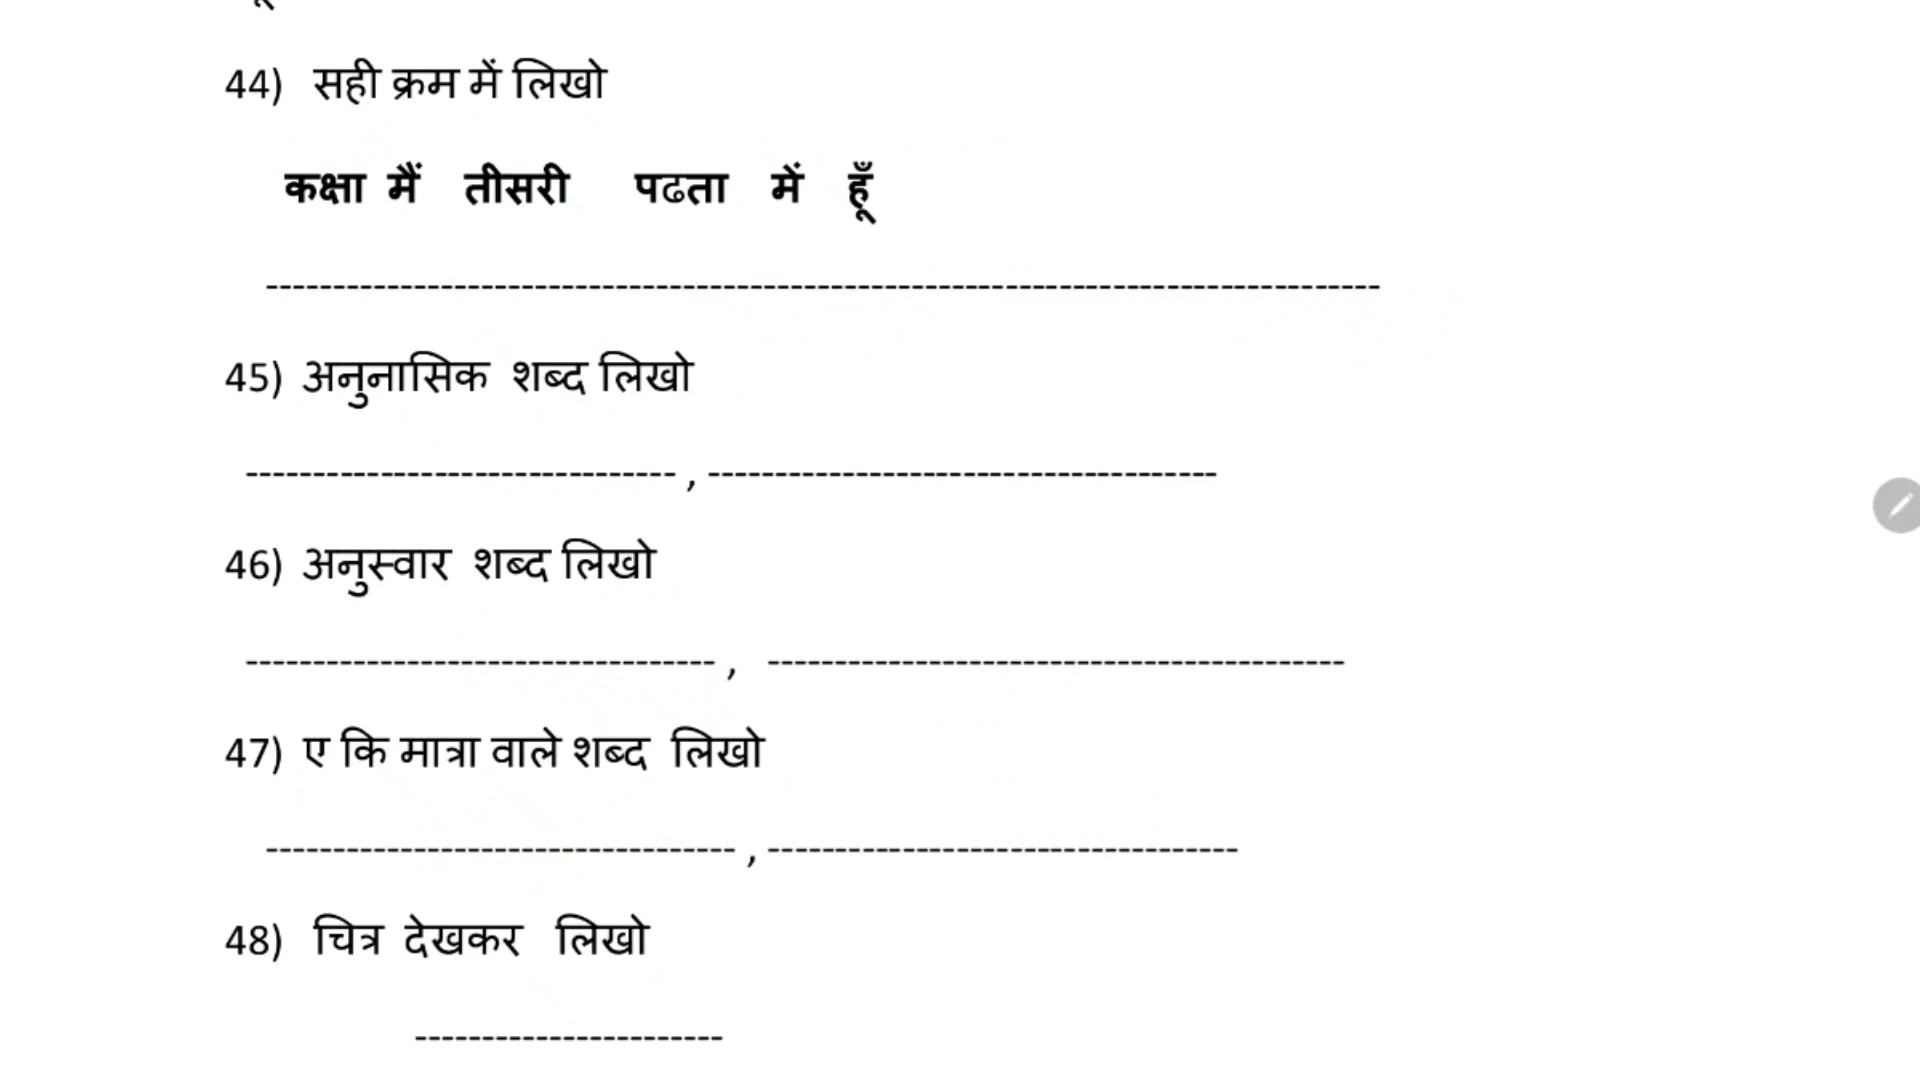 44) सही क्रम में लिखो
कक्षा मैं तीसरी पढता में हूँ
--------------------------------------------------------------------------------
45) अनुनासिक शब्द लिखो
-------------------------------- , --------------------------------------
46) अनुस्वार शब्द लिखो
----------------------------------- , -------------------------------------------
47) ए कि मात्रा वाले शब्द लिखो
----------------------------------- , -----------------------------------
48) चित्र देखकर लिखो
-----------------------